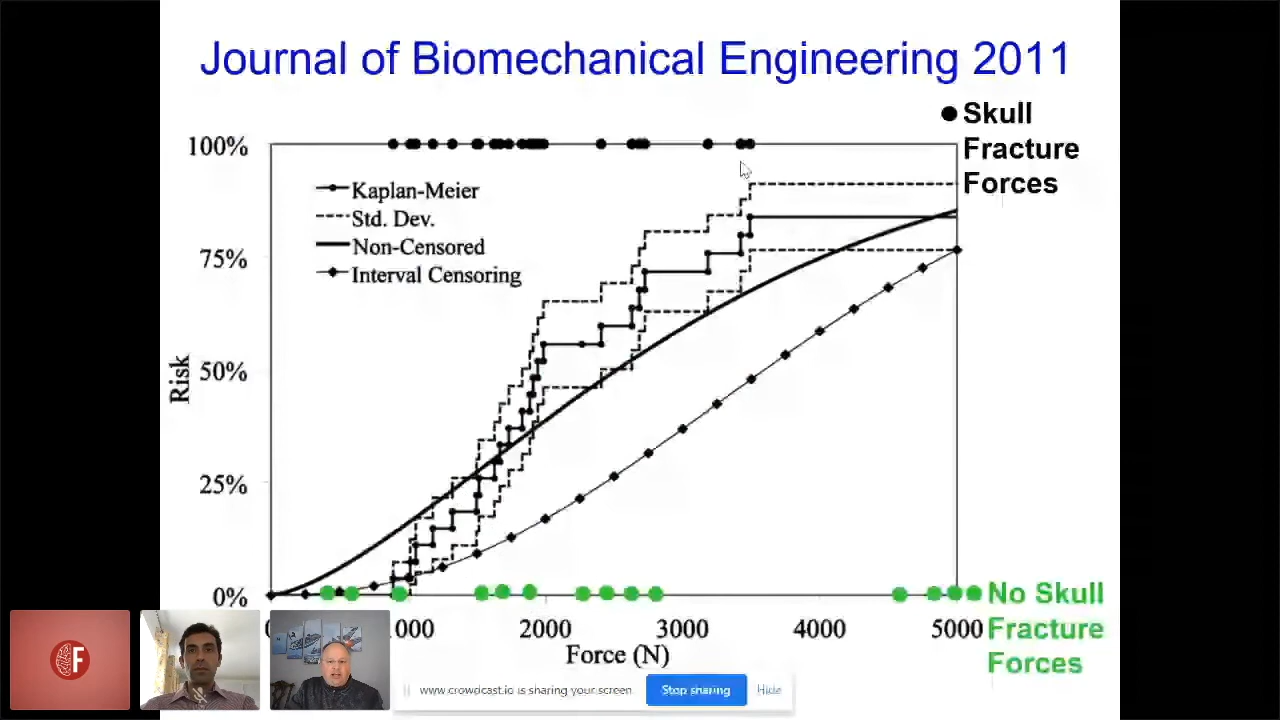 Journal of Biomechanical Engineering 2011
Skull
Fracture
Forces
100%
75%
50%
25%
0%
Risk
Kaplan-Meier
Std. Dev.
Non-Censored
Interval Censoring
No Skull
Fracture
Forces
000
2000
3000
4000
5000
Force (N)
F
www.crowdcast.io is sharing your screen
Stop sharing
Hide